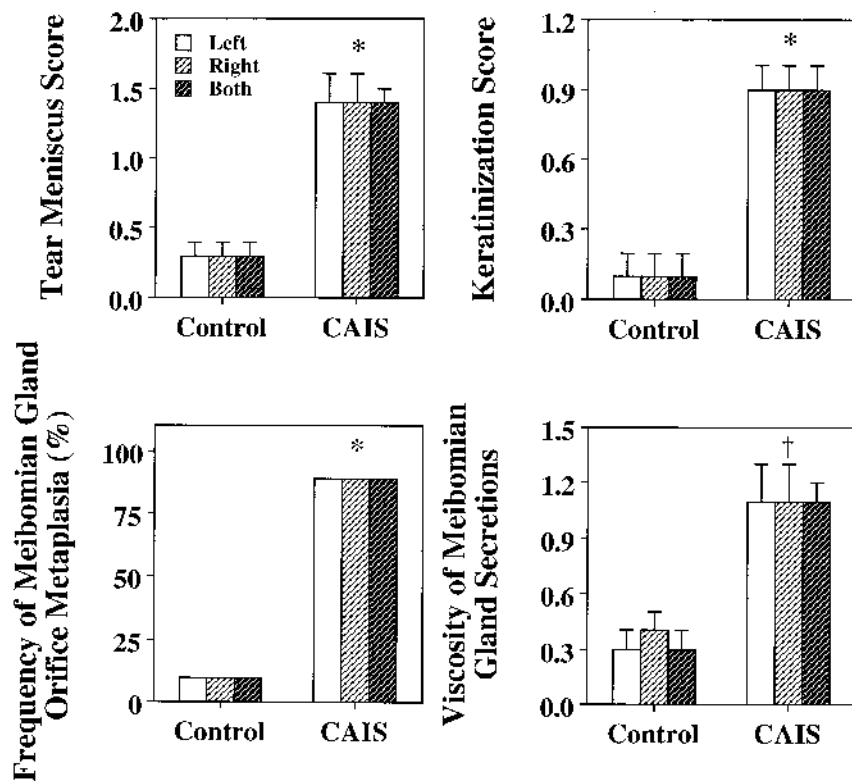 Tear Meniscus Score
2.0
1.5
1.0
0.5
0.0
Left
Right
Both
*
Control CAIS
Keratinization Score
1.2
0.9
0.6
0.3
0.0
*
Control CAIS
Frequency of Meibomian Gland
Orifice Metaplasia (%)
100
75
50
25
0
*
Control CAIS
Viscosity of Meibomian
Gland Secretions
1.5
1.2
0.9
0.6
0.3
0.0
†
Control CAIS